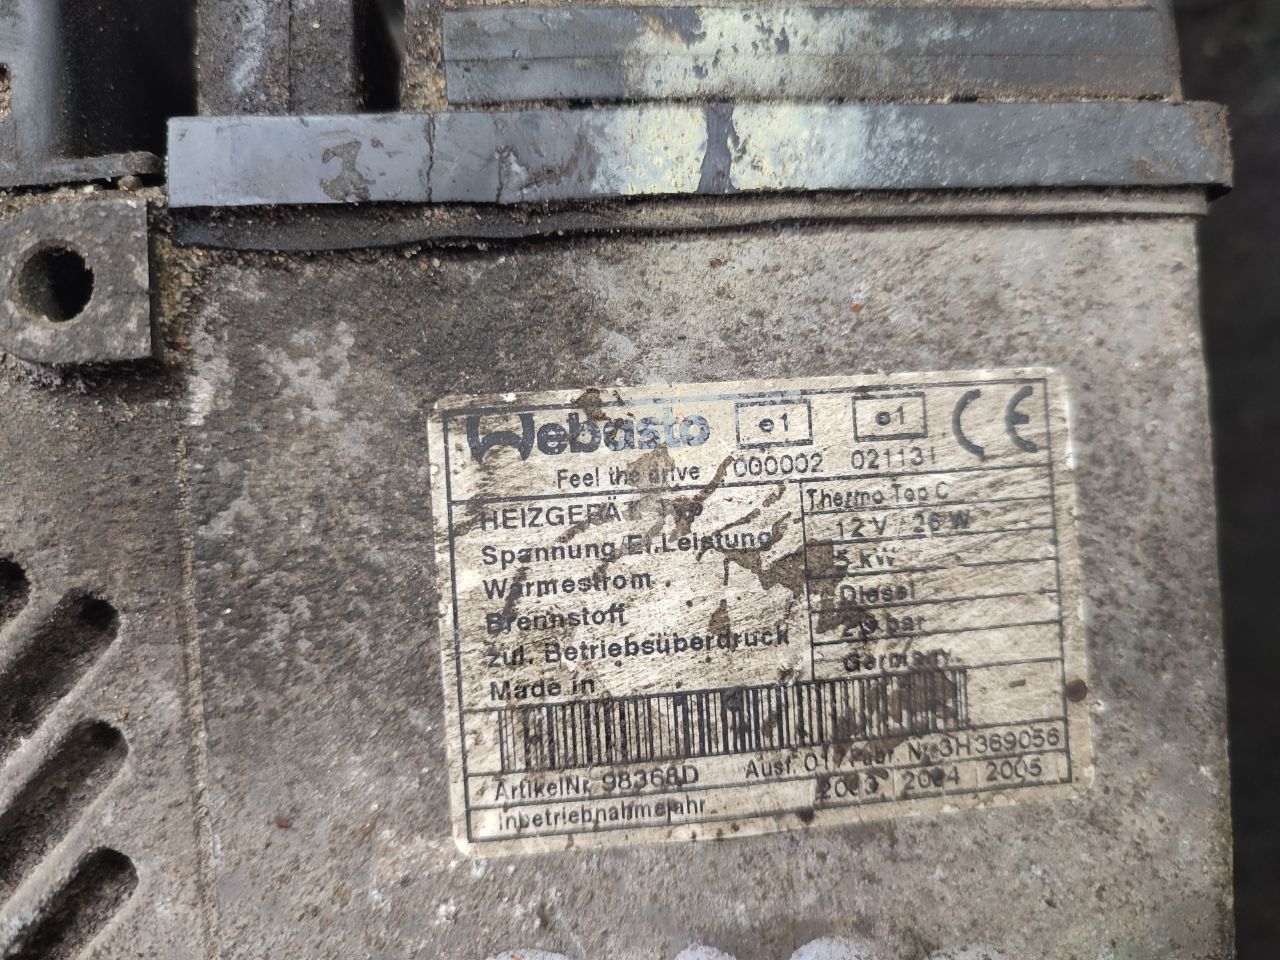 Webasto e1 e1 CE
Feel the drive 000002 021131
HEIZGERÄT Typ Thermo Top C
Spannung/El.Leistung 12 V / 26 W
Wärmestrom 5 kW
Brennstoff Diesel
zul. Betriebsüberdruck bar
Made in Germany
ArtikelNr. 98368D Ausf. 01 / Fabr. Nr. 3H369056
Inbetriebnahmejahr 2003 2004 2005